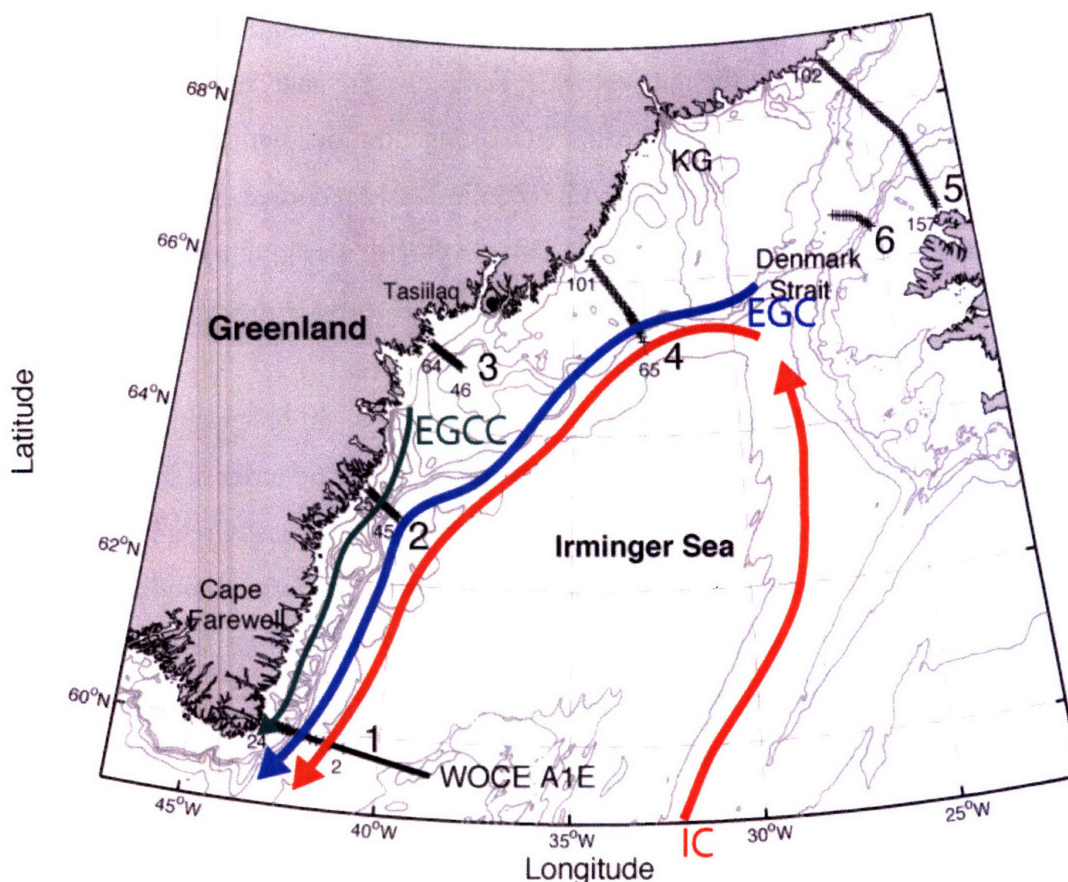 68°N
66°N
64°N
62°N
60°N
Latitude
102
KG
5
157
6
Denmark
Strait
101
Tasiilaq
EGC
Greenland
4
65
3
64
46
EGCC
45
2
Irminger Sea
Cape
Farewell
24
1
2
WOCE A1E
45°W
40°W
35°W
30°W
25°W
IC
Longitude